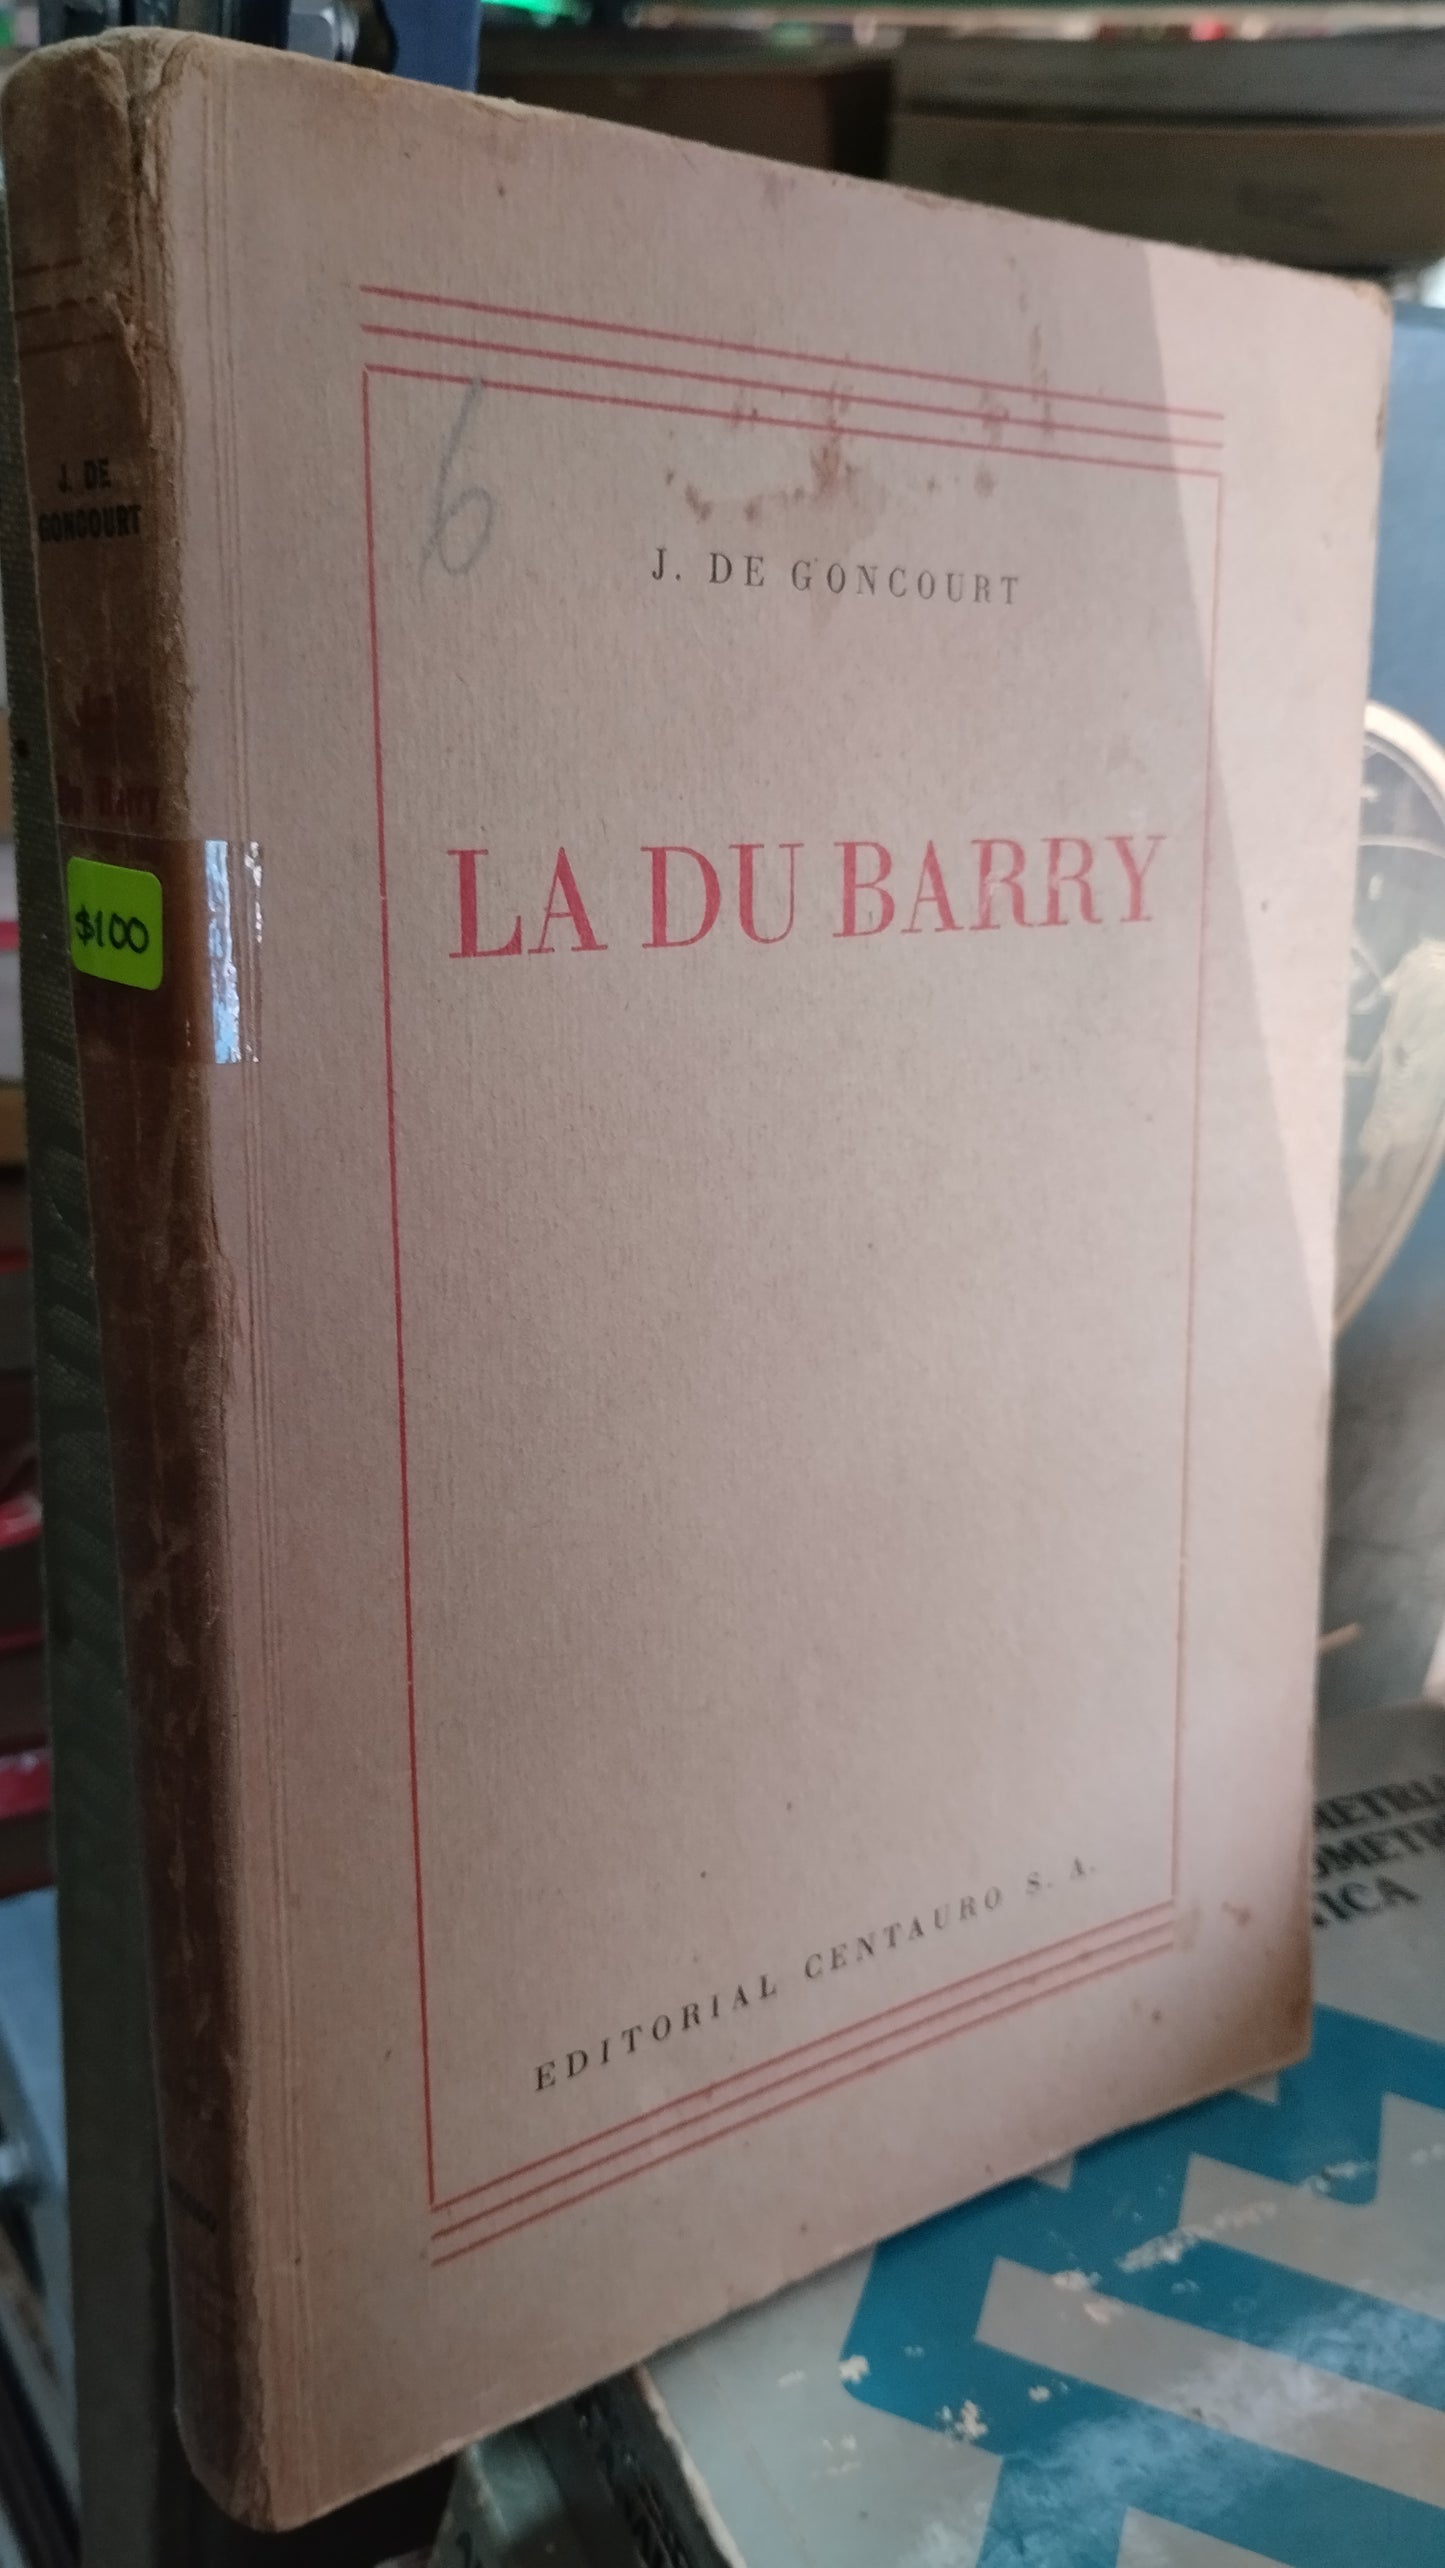 J. DE
GONCOURT
Du Barry
$100
6
J. DE GONCOURT
LA DU BARRY
EDITORIAL CENTAURO S. A.